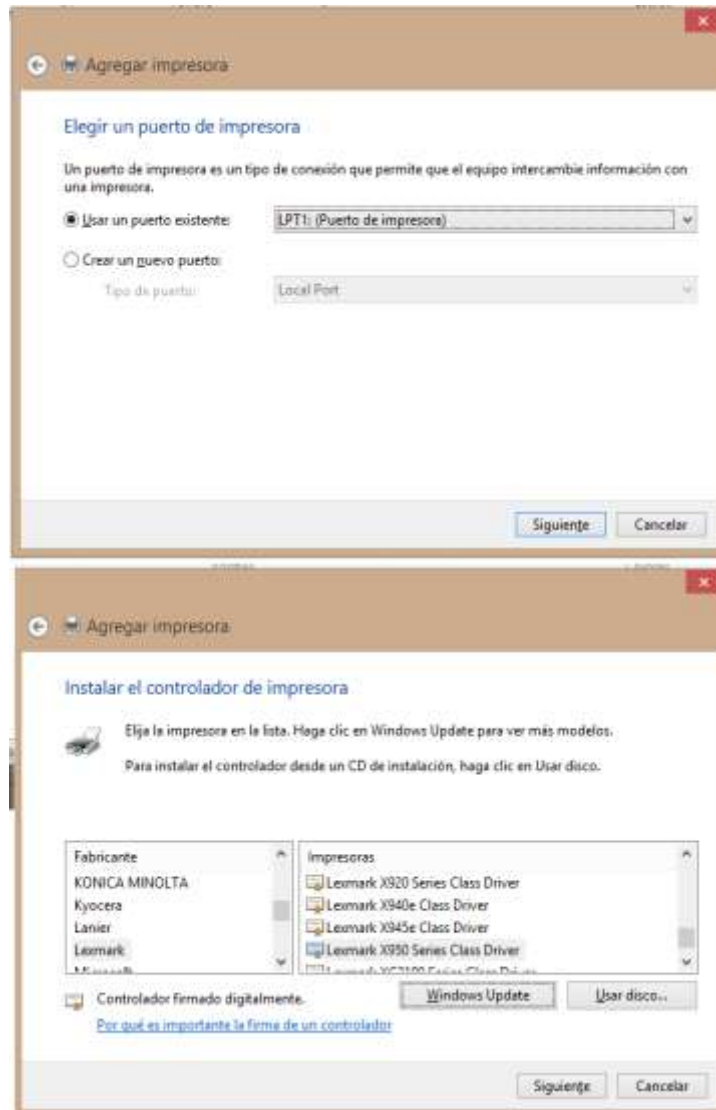 Agregar impresora
Elegir un puerto de impresora
Un puerto de impresora es un tipo de conexión que permite que el equipo intercambie información con
una impresora.
Usar un puerto existente: LPT1: (Puerto de impresora)
Crear un nuevo puerto:
Tipo de puerto: Local Port
Siguiente Cancelar
Agregar impresora
Instalar el controlador de impresora
Elija la impresora en la lista. Haga clic en Windows Update para ver más modelos.
Para instalar el controlador desde un CD de instalación, haga clic en Usar disco.
Fabricante Impresoras
KONICA MINOLTA Lexmark X920 Series Class Driver
Kyocera Lexmark X940e Class Driver
Lanier Lexmark X945e Class Driver
Lexmark Lexmark X950 Series Class Driver
Controlador firmado digitalmente. Windows Update Usar disco...
Por qué es importante la firma de un controlador
Siguiente Cancelar